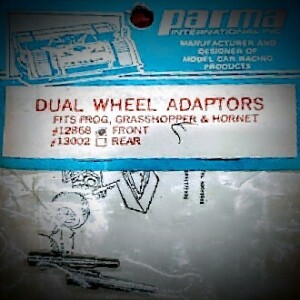 parma
INTERNATIONAL INC.
MANUFACTURER AND
DESIGNER OF
MODEL CAR RACING
PRODUCTS
DUAL WHEEL ADAPTORS
FITS FROG, GRASSHOPPER & HORNET
#12868 FRONT
#13002 REAR